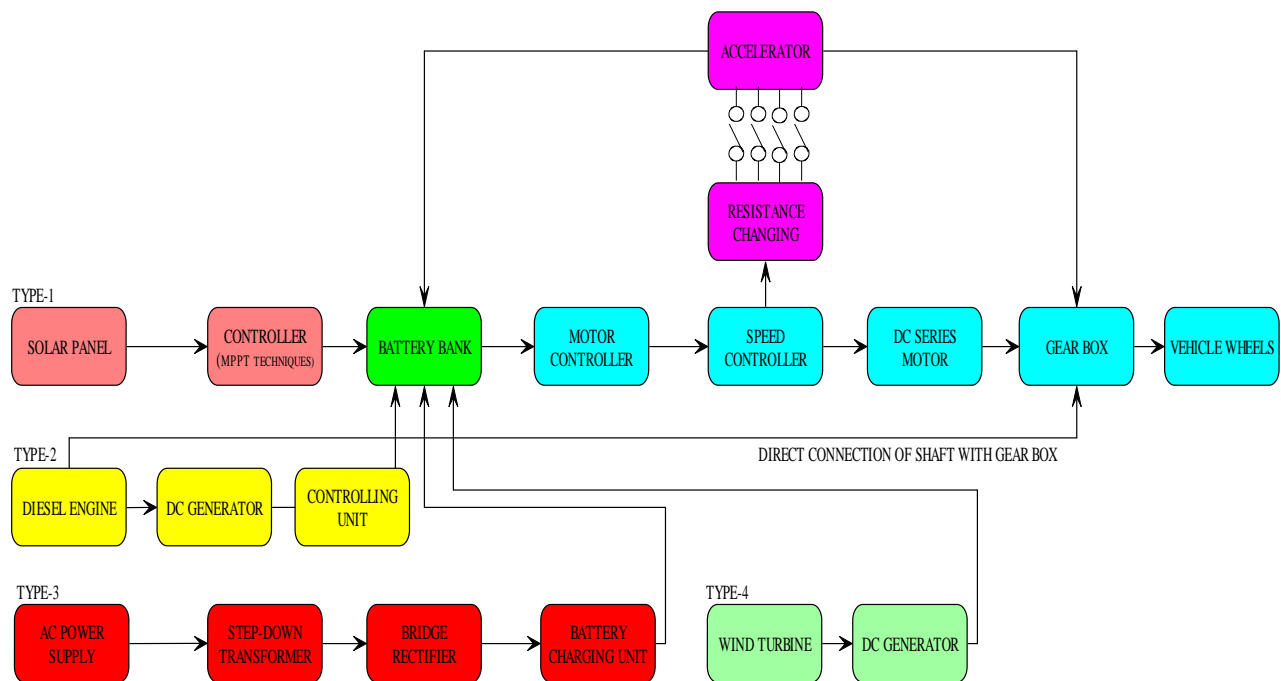 ACCELERATOR
RESISTANCE
CHANGING
TYPE-1
SOLAR PANEL
CONTROLLER
(MPPT TECHNIQUES)
BATTERY BANK
MOTOR
CONTROLLER
SPEED
CONTROLLER
DC SERIES
MOTOR
GEAR BOX
VEHICLE WHEELS
DIRECT CONNECTION OF SHAFT WITH GEAR BOX
TYPE-2
DIESEL ENGINE
DC GENERATOR
CONTROLLING
UNIT
TYPE-3
AC POWER
SUPPLY
STEP-DOWN
TRANSFORMER
BRIDGE
RECTIFIER
BATTERY
CHARGING UNIT
TYPE-4
WIND TURBINE
DC GENERATOR